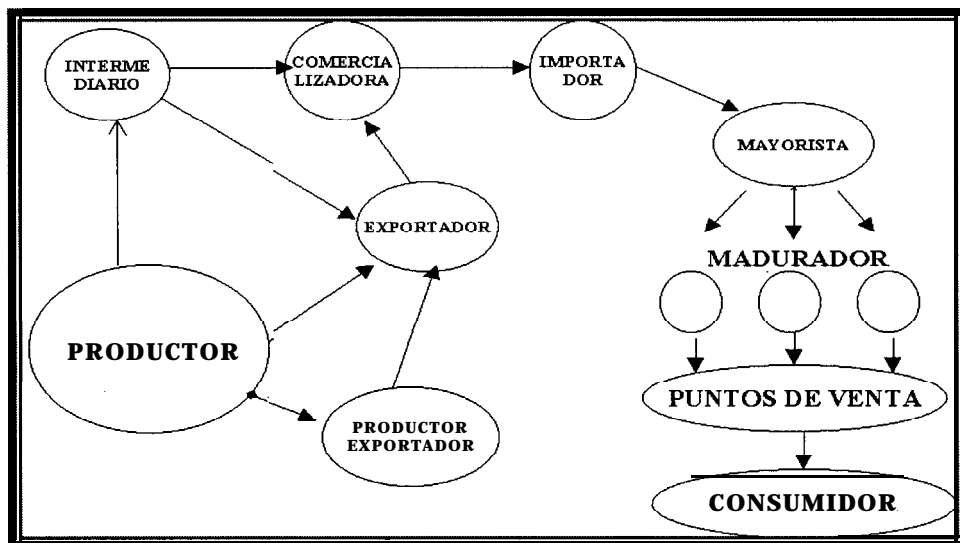 INTERME
DIARIO
COMERCIA
LIZADORA
IMPORTA
DOR
MAYORISTA
EXPORTADOR
MADURADOR
PRODUCTOR
PUNTOS DE VENTA
PRODUCTOR
EXPORTADOR
CONSUMIDOR